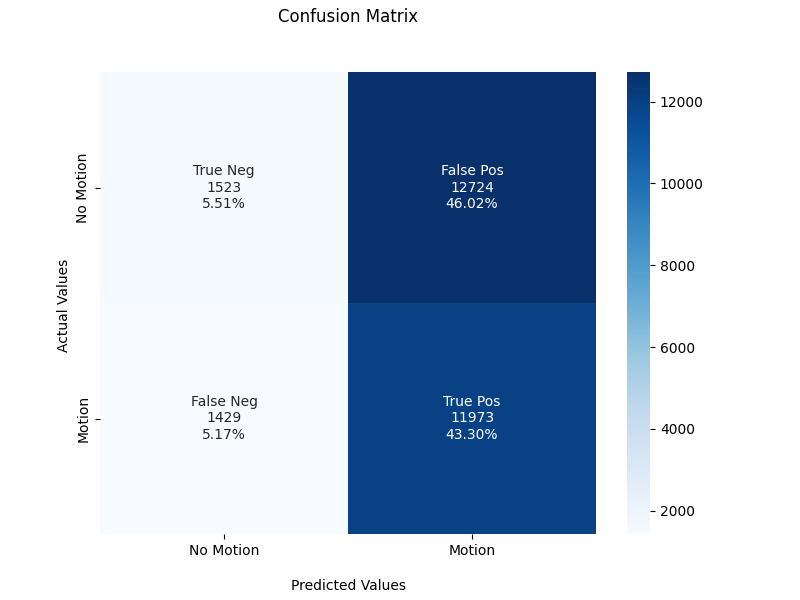 Confusion Matrix
No Motion
True Neg
1523
5.51%
False Pos
12724
46.02%
Actual Values
Motion
False Neg
1429
5.17%
True Pos
11973
43.30%
No Motion
Motion
Predicted Values
12000
10000
8000
6000
4000
2000